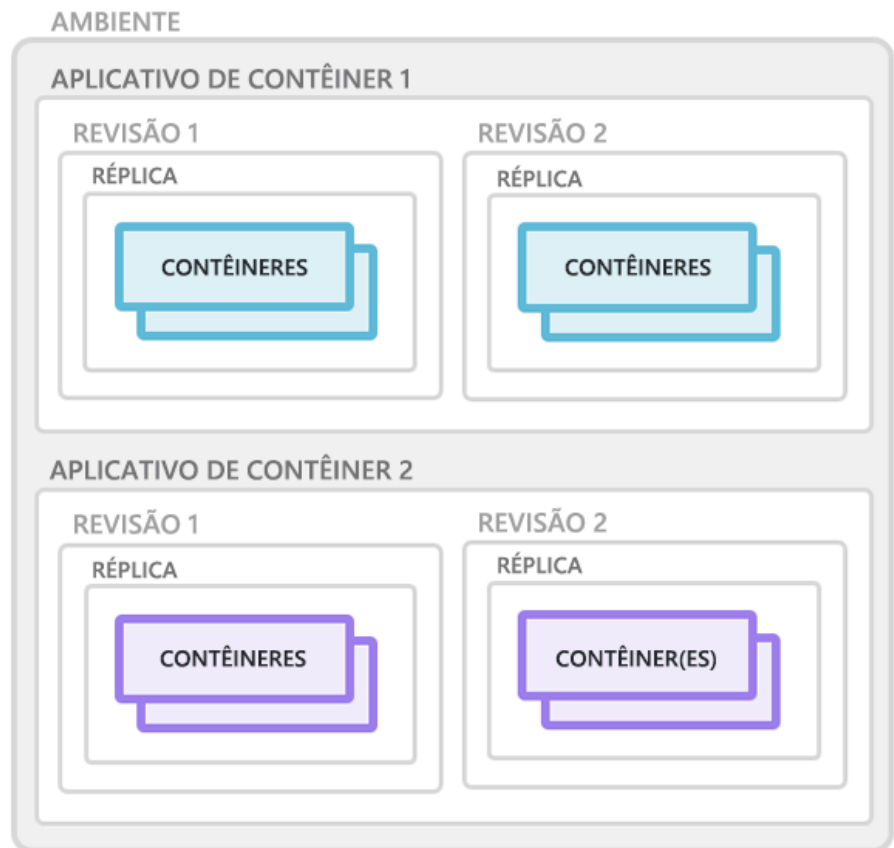 AMBIENTE
APLICATIVO DE CONTÊINER 1
REVISÃO 1
REVISÃO 2
RÉPLICA
RÉPLICA
CONTÊINERES
CONTÊINERES
APLICATIVO DE CONTÊINER 2
REVISÃO 1
REVISÃO 2
RÉPLICA
RÉPLICA
CONTÊINERES
CONTÊINER(ES)